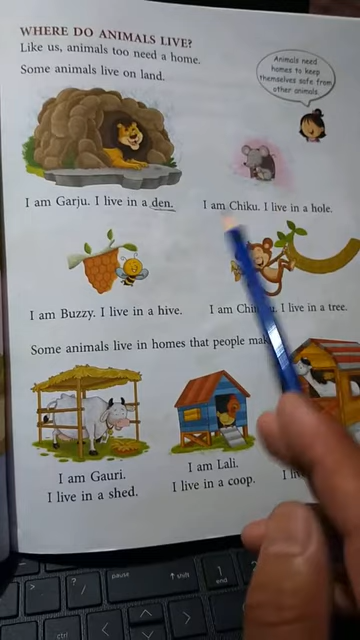 WHERE DO ANIMALS LIVE?
Like us, animals too need a home.
Some animals live on land.
Animals need
homes to keep
themselves safe from
other animals.
I am Garju. I live in a den.
I am Chiku. I live in a hole.
I am Buzzy. I live in a hive.
I am I live in a tree.
Some animals live in homes that people
I am Gauri.
I live in a shed.
I am Lali.
I live in a coop.
I
pause
shift
1
end
ctrl